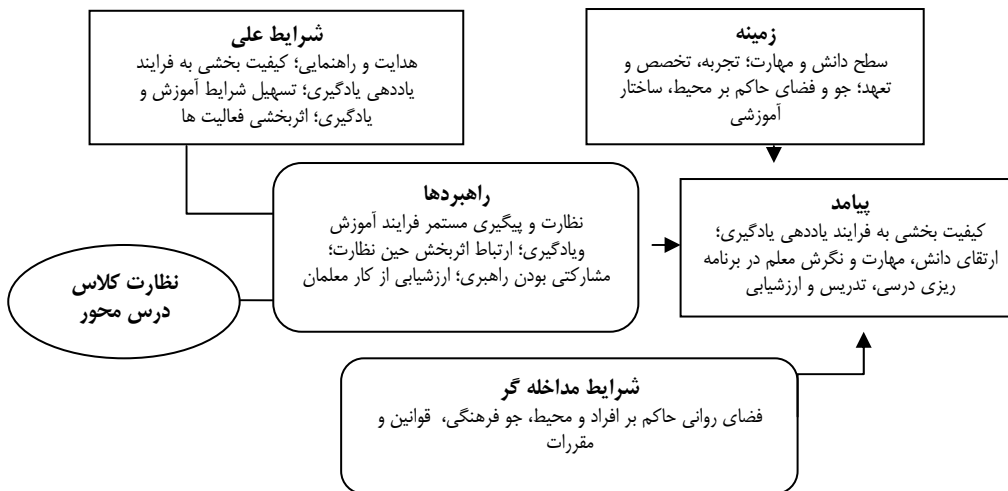 شرایط علی
هدایت و راهنمایی؛ کیفیت بخشی به فرایند
یاددهی یادگیری؛ تسهیل شرایط آموزش و
یادگیری؛ اثربخشی فعالیت ها
زمینه
سطح دانش و مهارت؛ تجربه، تخصص و
تعهد؛ جو و فضای حاکم بر محیط، ساختار
آموزشی
راهبردها
نظارت و پیگیری مستمر فرایند آموزش
ویادگیری؛ ارتباط اثربخش حین نظارت؛
مشارکتی بودن راهبری؛ ارزشیابی از کار معلمان
پیامد
کیفیت بخشی به فرایند یاددهی یادگیری؛
ارتقای دانش، مهارت و نگرش معلم در برنامه
ریزی درسی، تدریس و ارزشیابی
نظارت کلاس
درس محور
شرایط مداخله گر
فضای روانی حاکم بر افراد و محیط، جو فرهنگی، قوانین و
مقررات